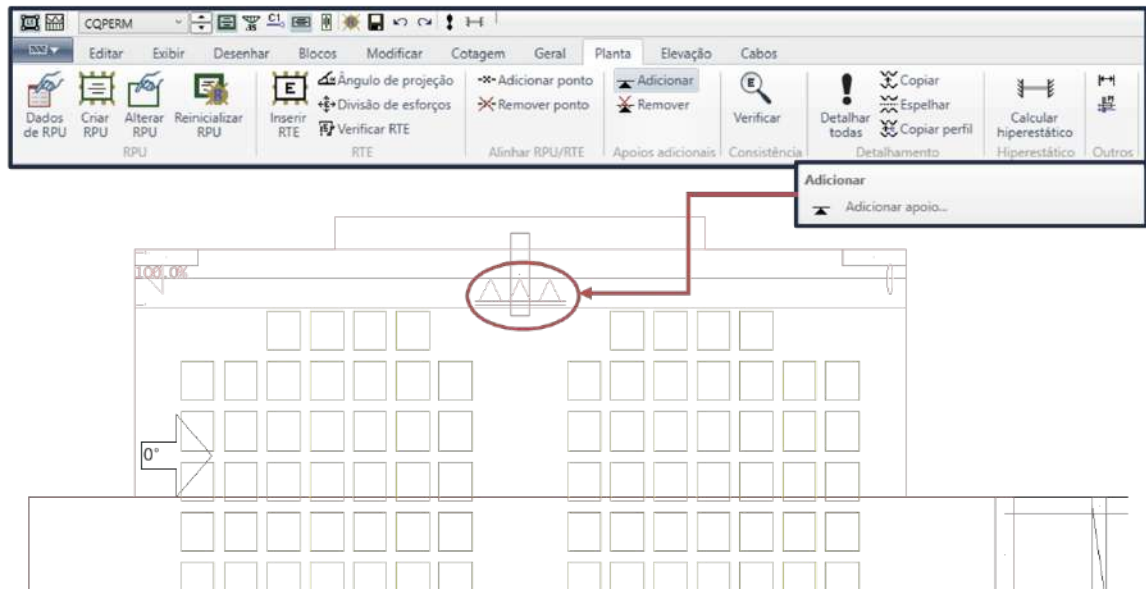 CQPERM
C1
.85
Editar Exibir Desenhar Blocos Modificar Cotagem Geral Planta Elevação Cabos
Dados de RPU
Criar RPU
Alterar RPU
Reinicializar RPU
RPU
Inserir RTE
Ângulo de projeção
Divisão de esforços
Verificar RTE
RTE
Adicionar ponto
Remover ponto
Alinhar RPU/RTE
Adicionar
Remover
Apoios adicionais
Verificar
Consistência
Detalhar todas
Copiar
Espelhar
Copiar perfil
Detalhamento
Calcular hiperestático
Hiperestático
Outros
Adicionar
Adicionar apoio...
100.0%
0°